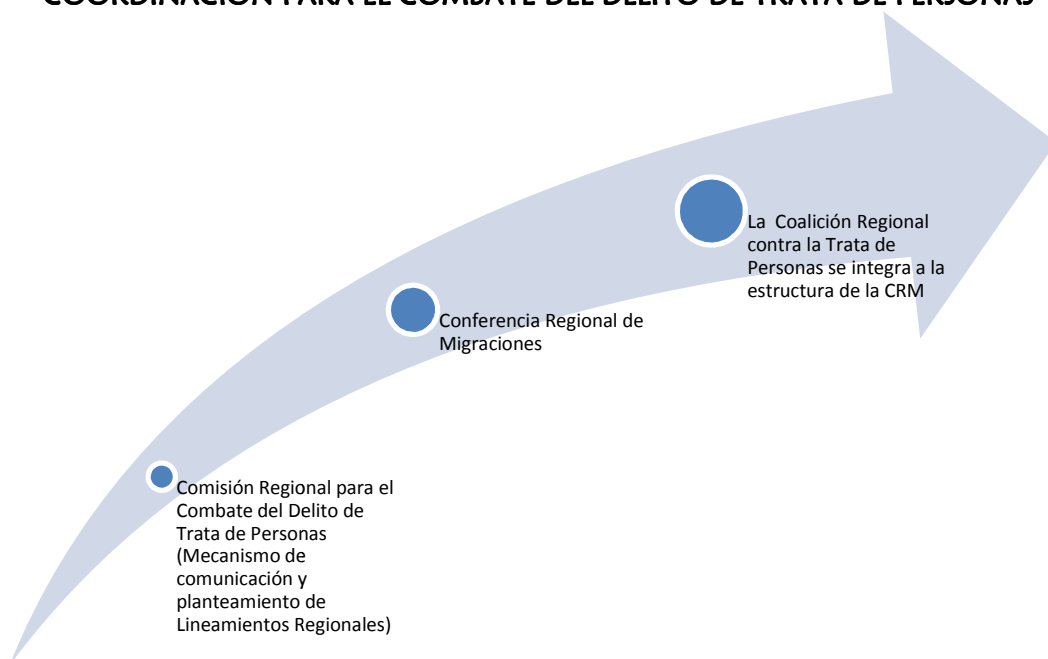 COORDINACIÓN PARA EL COMBATE DEL DELITO DE TRATA DE PERSONAS
La Coalición Regional
contra la Trata de
Personas se integra a la
estructura de la CRM
Conferencia Regional de
Migraciones
Comisión Regional para el
Combate del Delito de
Trata de Personas
(Mecanismo de
comunicación y
planteamiento de
Lineamientos Regionales)